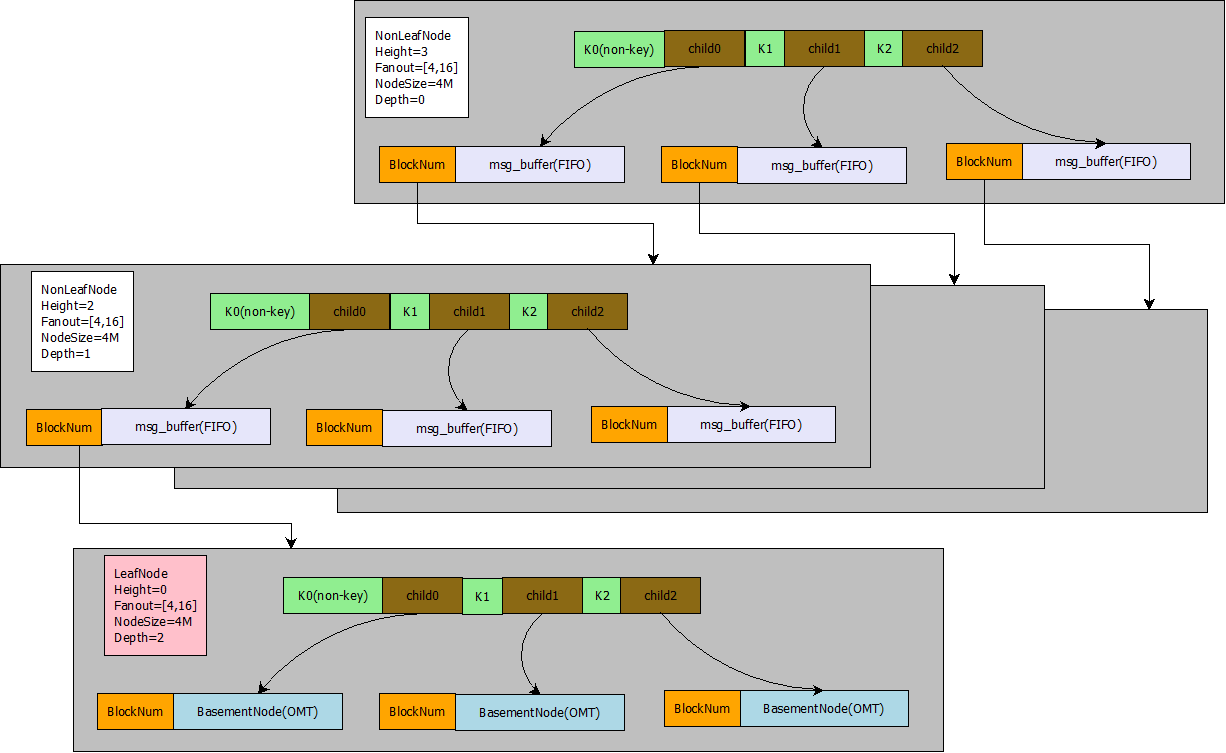 NonLeafNode
Height=3
Fanout=[4,16]
NodeSize=4M
Depth=0
K0(non-key) child0 K1 child1 K2 child2
BlockNum msg_buffer(FIFO) BlockNum msg_buffer(FIFO) BlockNum msg_buffer(FIFO)
NonLeafNode
Height=2
Fanout=[4,16]
NodeSize=4M
Depth=1
K0(non-key) child0 K1 child1 K2 child2
BlockNum msg_buffer(FIFO) BlockNum msg_buffer(FIFO) BlockNum msg_buffer(FIFO)
LeafNode
Height=0
Fanout=[4,16]
NodeSize=4M
Depth=2
K0(non-key) child0 K1 child1 K2 child2
BlockNum BasementNode(OMT) BlockNum BasementNode(OMT) BlockNum BasementNode(OMT)